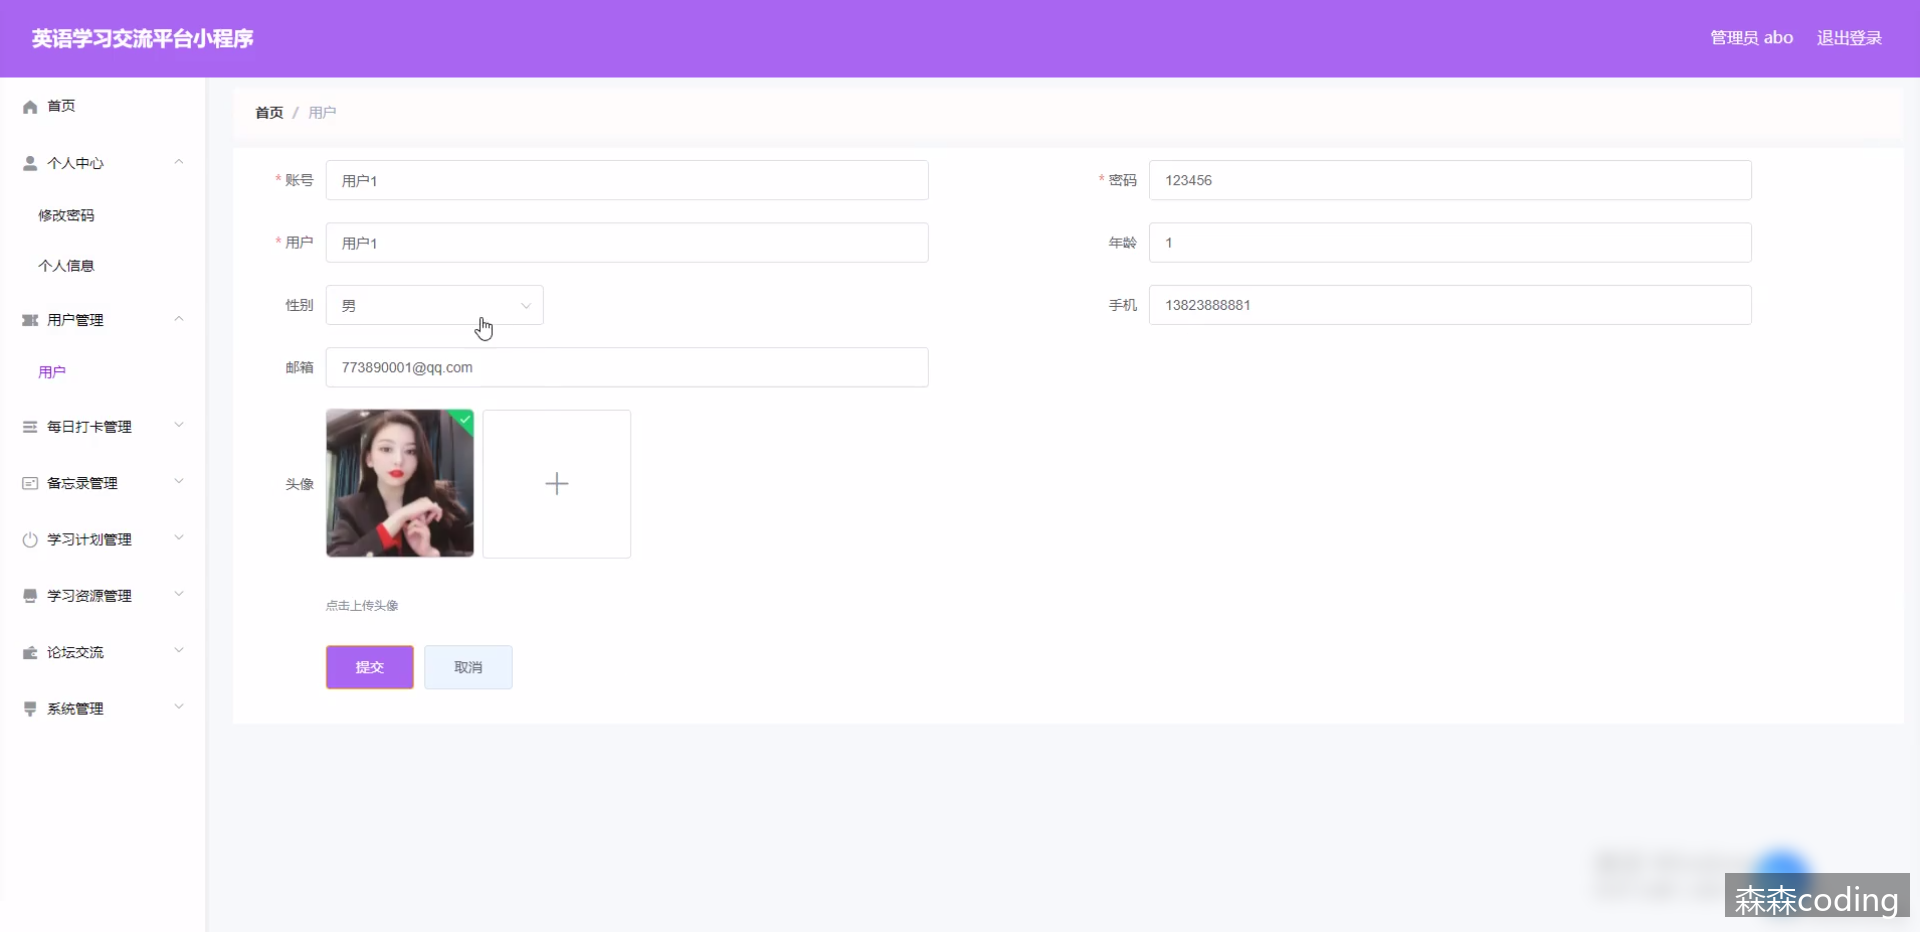 英语学习交流平台小程序
管理员 abo 退出登录
首页
个人中心
修改密码
个人信息
用户管理
用户
每日打卡管理
备忘录管理
学习计划管理
学习资源管理
论坛交流
系统管理
首页 / 用户
* 账号 用户1
* 密码 123456
* 用户 用户1
年龄 1
性别 男
手机 13823888881
邮箱 773890001@qq.com
头像
点击上传头像
提交 取消
森森coding